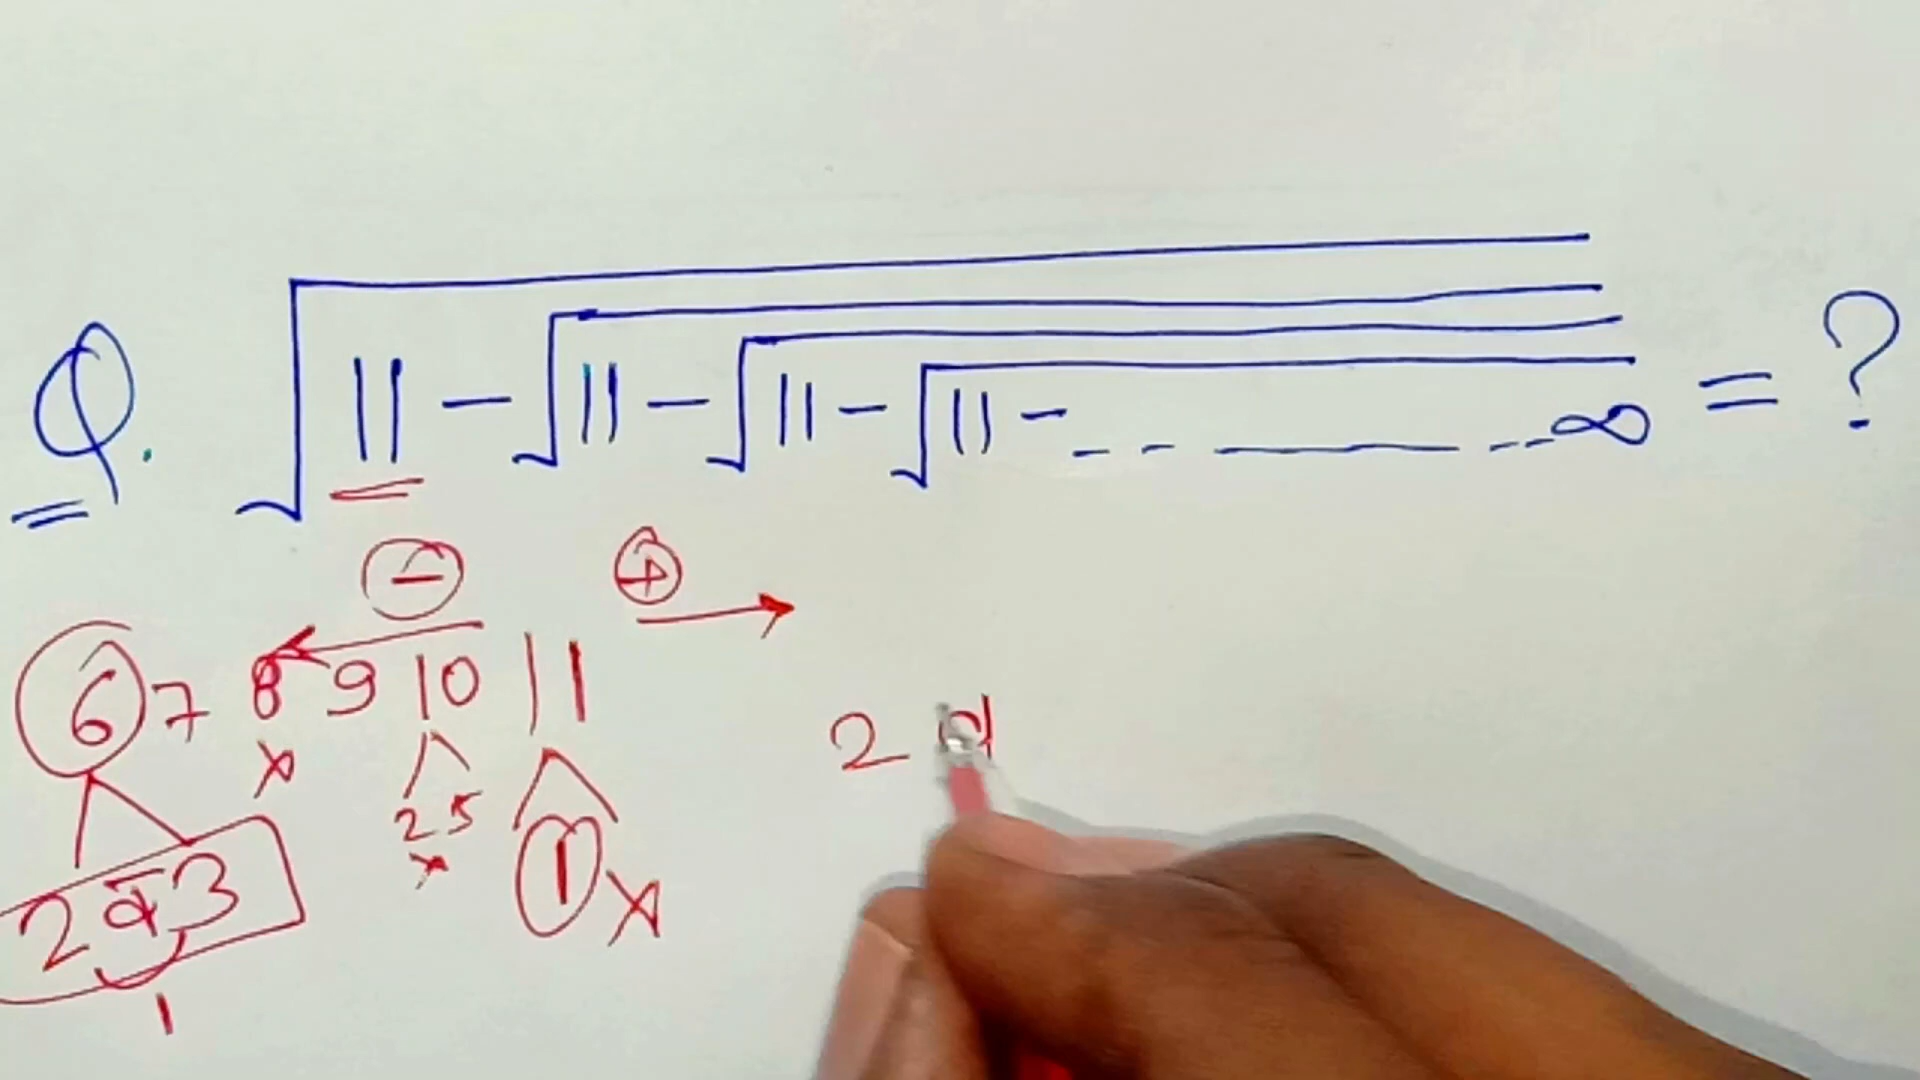 Q. √11 - √11 - √11 - √11 - - - - - - ∞ = ?
- +
6 7 8 9 10 11
x 2 5 1 x
2 व 3 x
1
2 व